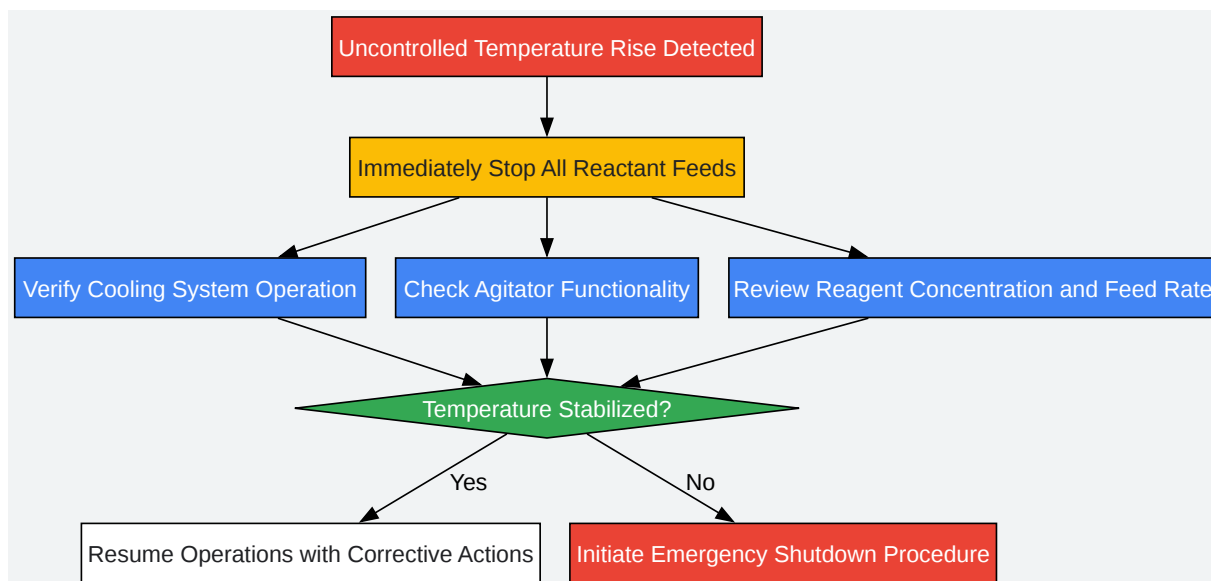 Uncontrolled Temperature Rise Detected
Immediately Stop All Reactant Feeds
Verify Cooling System Operation
Check Agitator Functionality
Review Reagent Concentration and Feed Rate
Temperature Stabilized?
Yes
No
Resume Operations with Corrective Actions
Initiate Emergency Shutdown Procedure